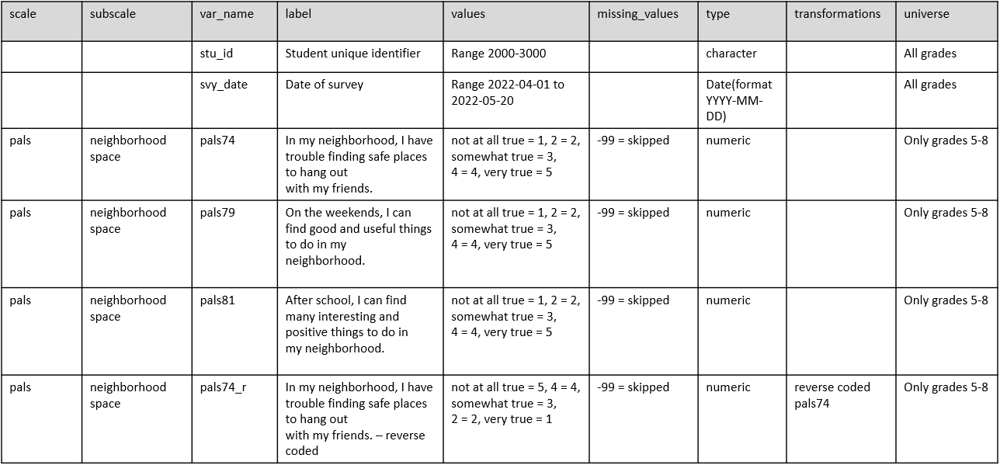 scale subscale var_name label values missing_values type transformations universe
stu_id Student unique identifier Range 2000-3000 character All grades
svy_date Date of survey Range 2022-04-01 to Date(format All grades
2022-05-20 YYYY-MM-
DD)
pals neighborhood pals74 In my neighborhood, I have not at all true = 1, 2 = 2, -99 = skipped numeric Only grades 5-8
space trouble finding safe places somewhat true = 3,
to hang out 4 = 4, very true = 5
with my friends.
pals neighborhood pals79 On the weekends, I can not at all true = 1, 2 = 2, -99 = skipped numeric Only grades 5-8
space find good and useful things somewhat true = 3,
to do in my 4 = 4, very true = 5
neighborhood.
pals neighborhood pals81 After school, I can find not at all true = 1, 2 = 2, -99 = skipped numeric Only grades 5-8
space many interesting and somewhat true = 3,
positive things to do in 4 = 4, very true = 5
my neighborhood.
pals neighborhood pals74_r In my neighborhood, I have not at all true = 5, 4 = 4, -99 = skipped numeric reverse coded Only grades 5-8
space trouble finding safe places somewhat true = 3, pals74
to hang out 2 = 2, very true = 1
with my friends. – reverse
coded